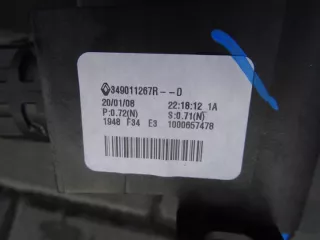 349011267R--D
20/01/08 22:18:12 1A
P:0.72(N) S:0.71(N)
1948 F34 E3 1000657478